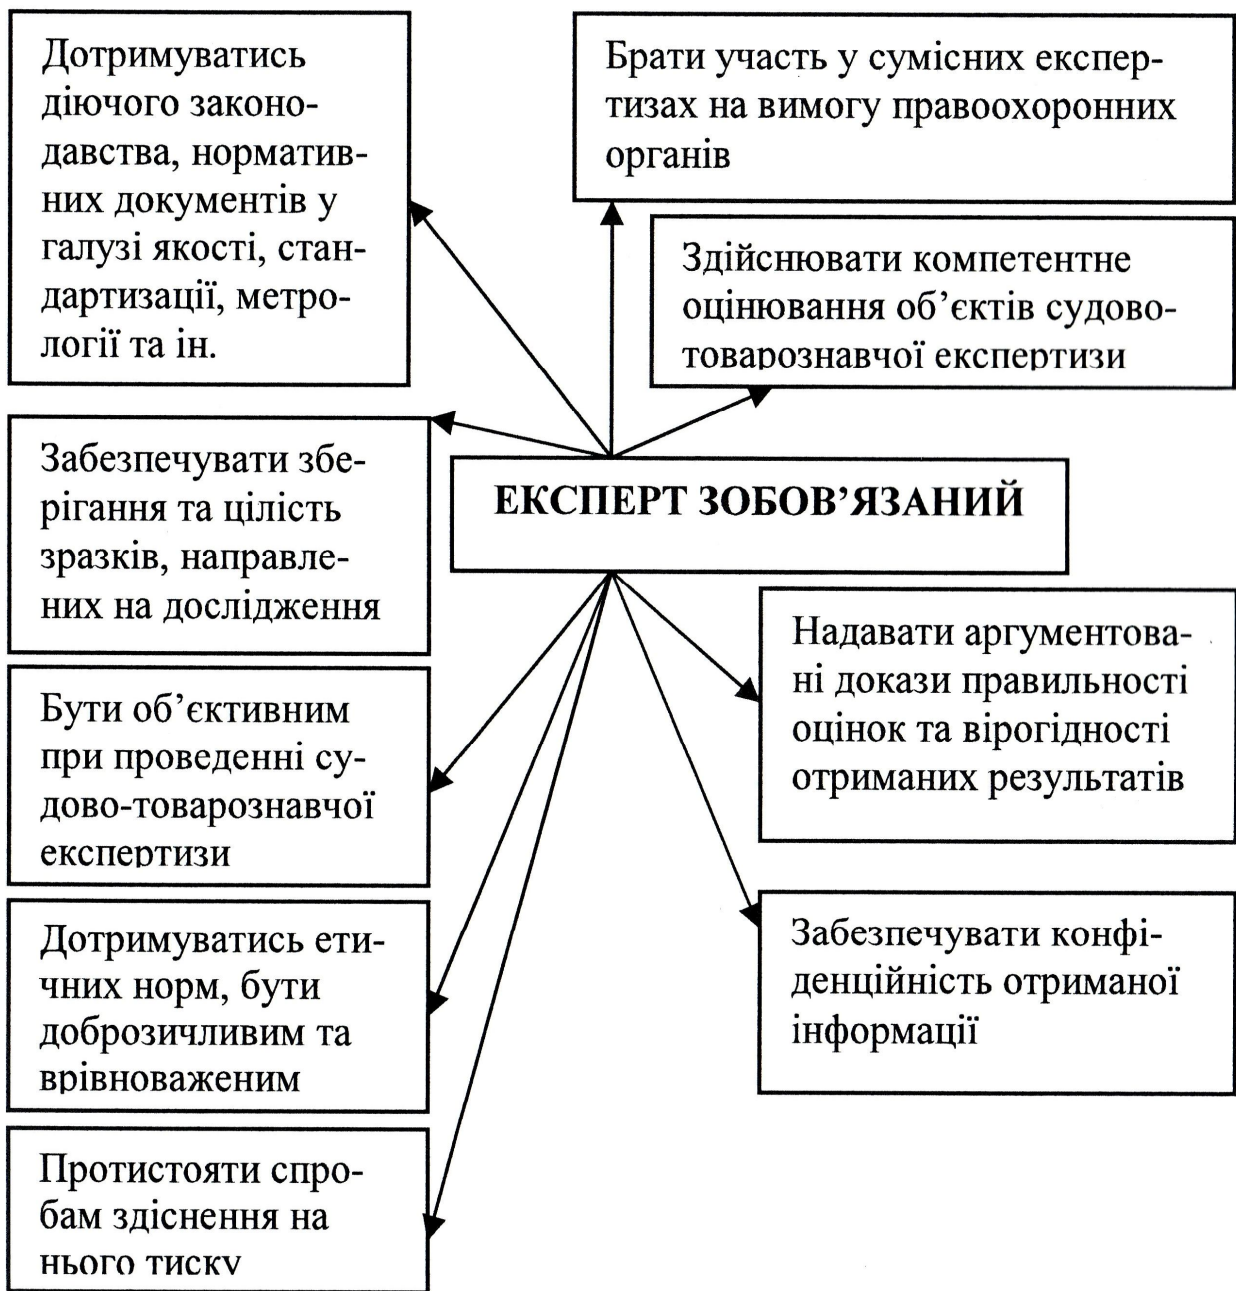 Дотримуватись
діючого законо-
давства, норматив-
них документів у
галузі якості, стан-
дартизації, метро-
логії та ін.
Брати участь у сумісних експер-
тизах на вимогу правоохоронних
органів
Здійснювати компетентне
оцінювання об’єктів судово-
товарознавчої експертизи
Забезпечувати збе-
рігання та цілість
зразків, направле-
них на дослідження
ЕКСПЕРТ ЗОБОВ’ЯЗАНИЙ
Надавати аргументова-
ні докази правильності
оцінок та вірогідності
отриманих результатів
Бути об’єктивним
при проведенні су-
дово-товарознавчої
експертизи
Дотримуватись ети-
чних норм, бути
доброзичливим та
врівноваженим
Забезпечувати конфі-
денційність отриманої
інформації
Протистояти спро-
бам здіснення на
нього тиску